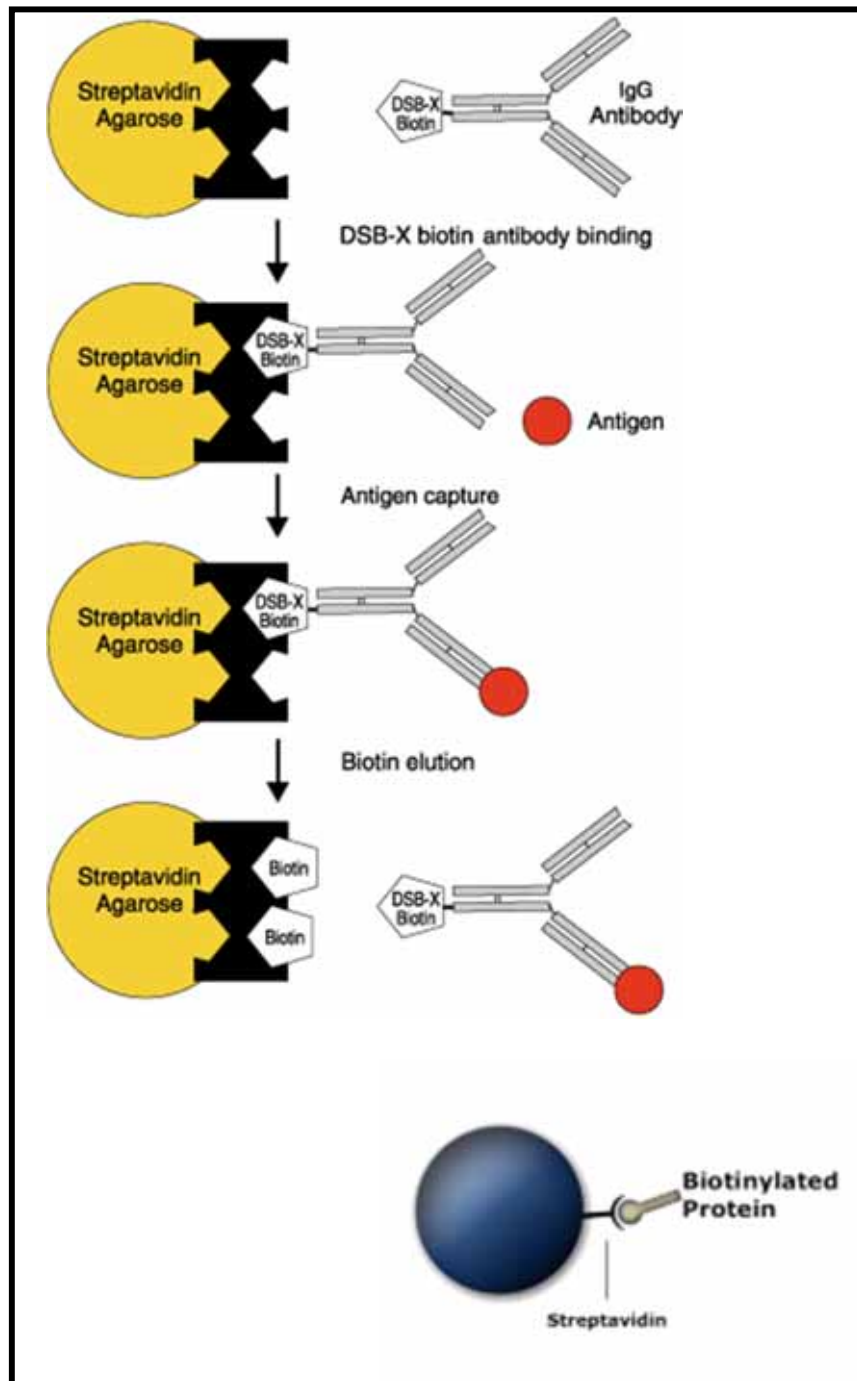 Streptavidin
Agarose
DSB-X
Biotin
IgG
Antibody
DSB-X biotin antibody binding
Streptavidin
Agarose
DSB-X
Biotin
Antigen
Antigen capture
Streptavidin
Agarose
DSB-X
Biotin
Biotin elution
Streptavidin
Agarose
Biotin
Biotin
DSB-X
Biotin
Biotinylated
Protein
Streptavidin